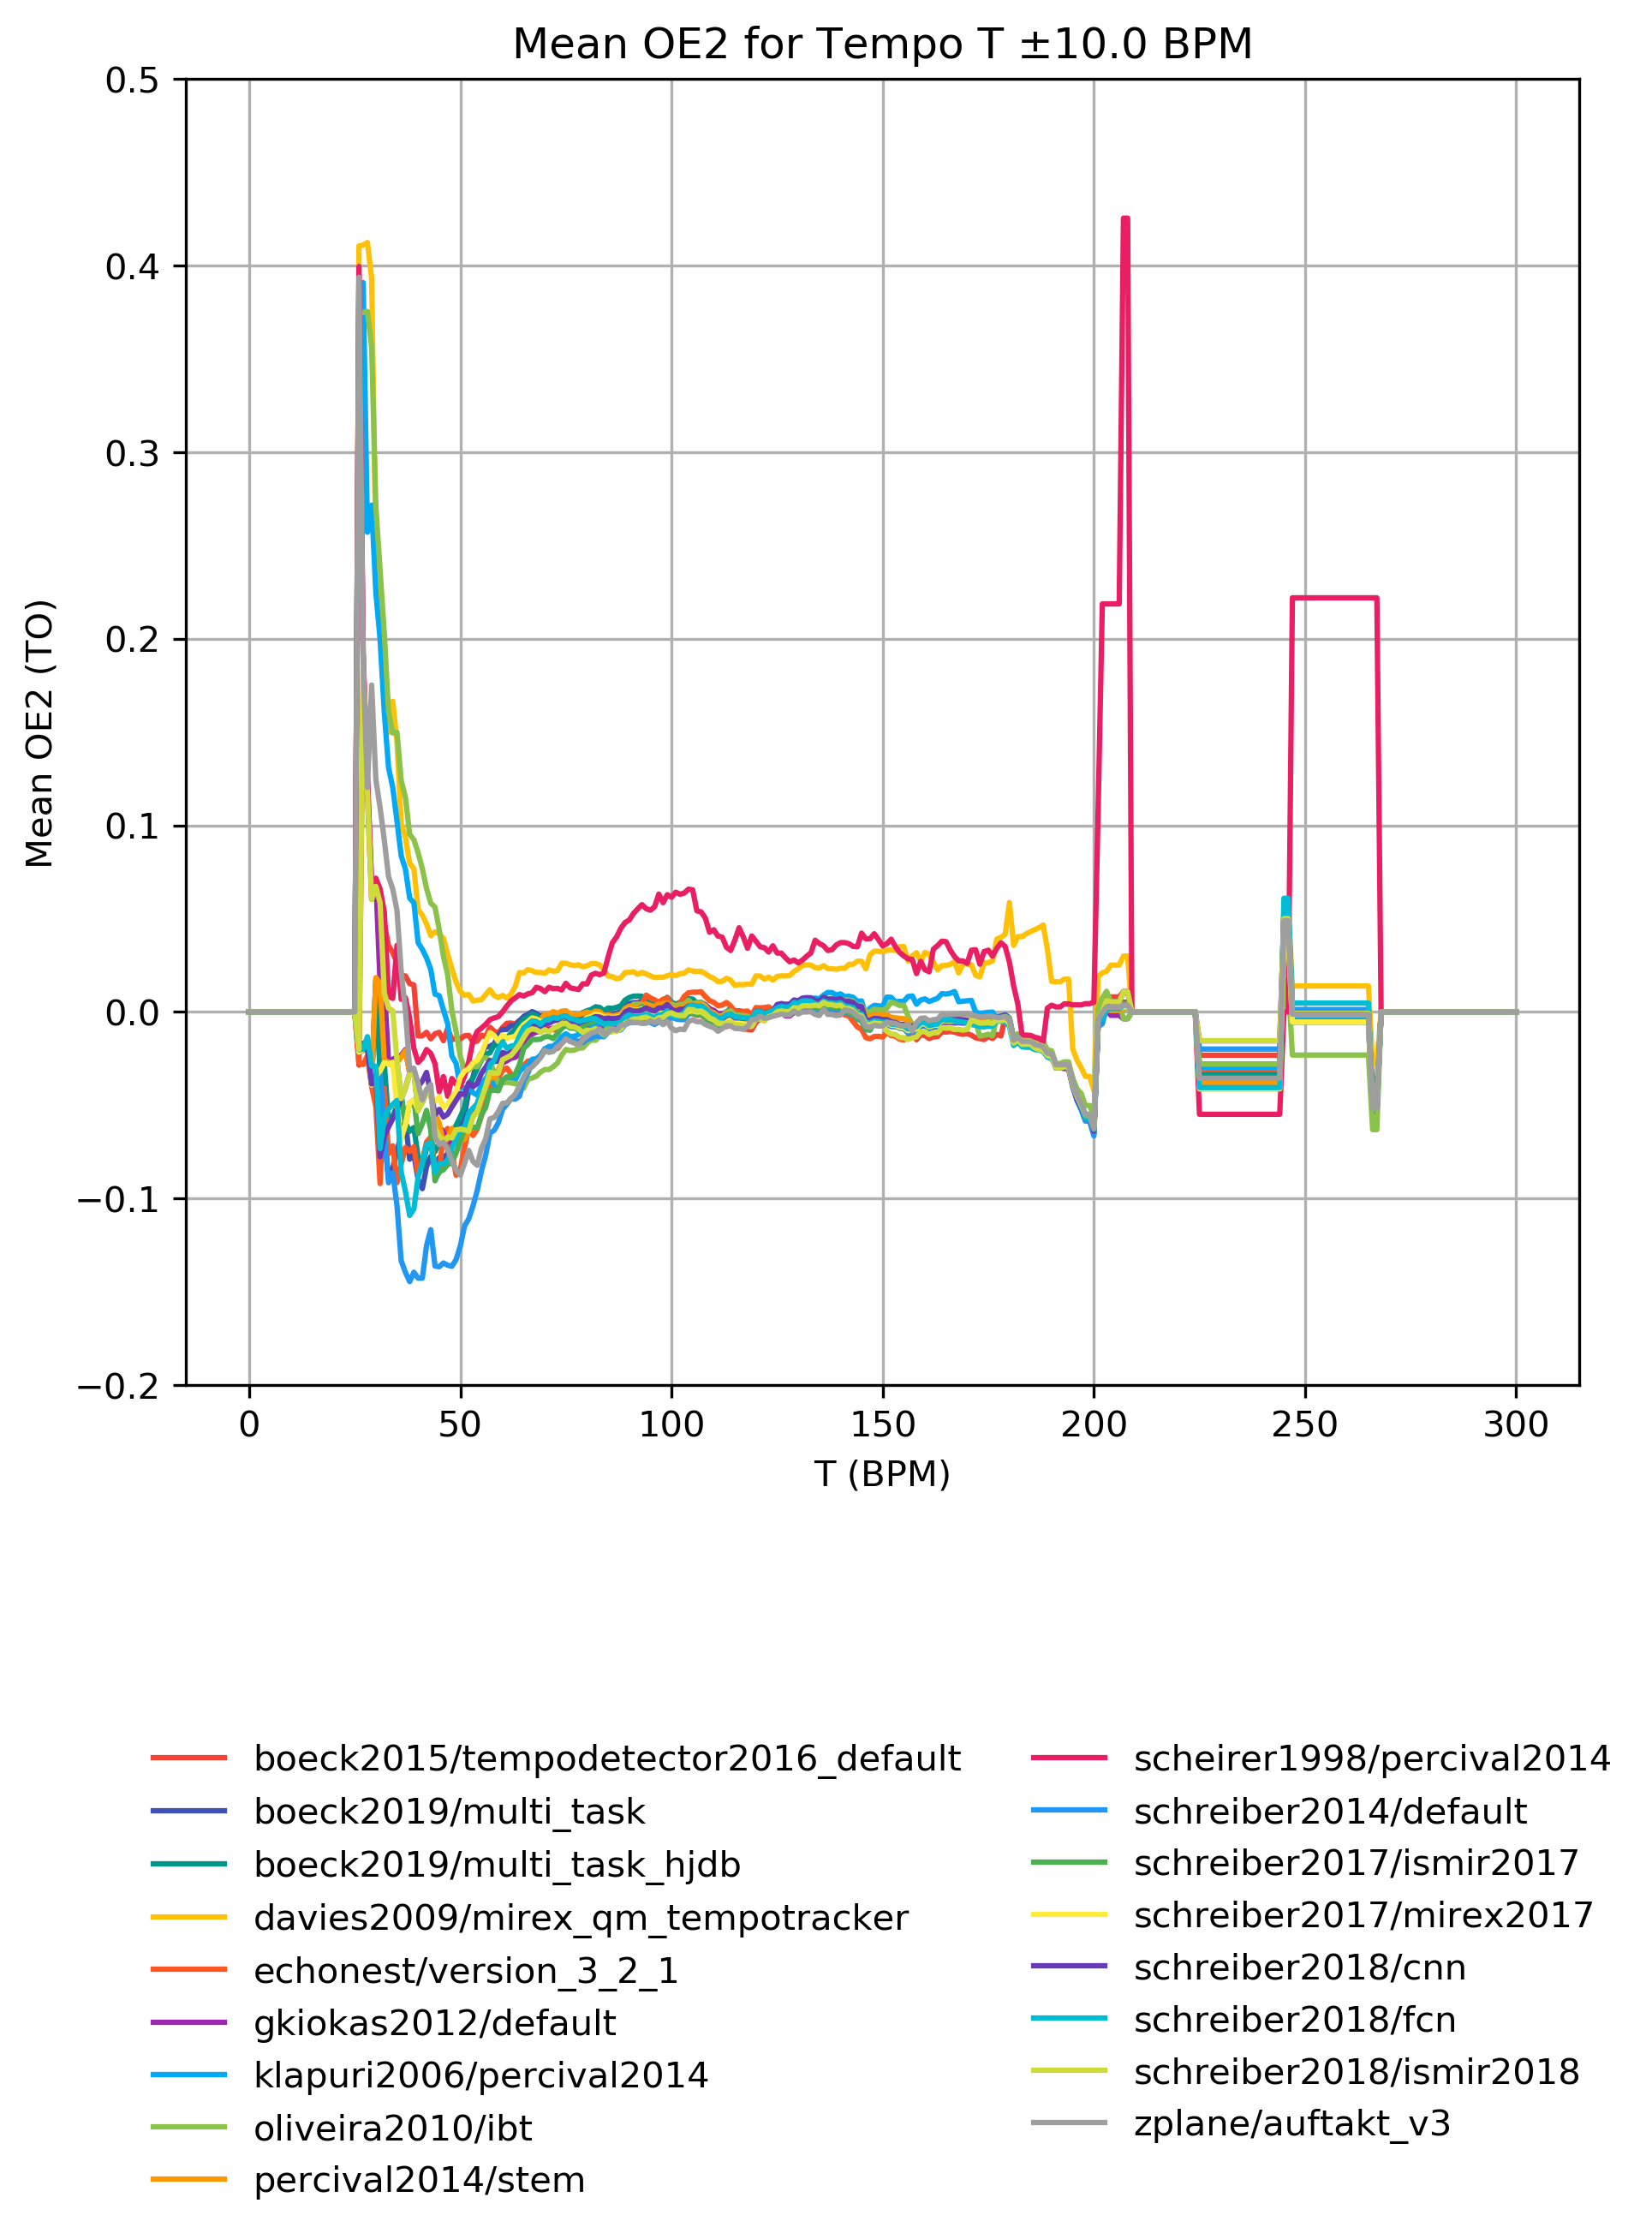 Mean OE2 for Tempo T ±10.0 BPM
0.5
0.4
0.3
0.2
0.1
0.0
−0.1
−0.2
Mean OE2 (TO)
0 50 100 150 200 250 300
T (BPM)
boeck2015/tempodetector2016_default
boeck2019/multi_task
boeck2019/multi_task_hjdb
davies2009/mirex_qm_tempotracker
echonest/version_3_2_1
gkiokas2012/default
klapuri2006/percival2014
oliveira2010/ibt
percival2014/stem
scheirer1998/percival2014
schreiber2014/default
schreiber2017/ismir2017
schreiber2017/mirex2017
schreiber2018/cnn
schreiber2018/fcn
schreiber2018/ismir2018
zplane/auftakt_v3